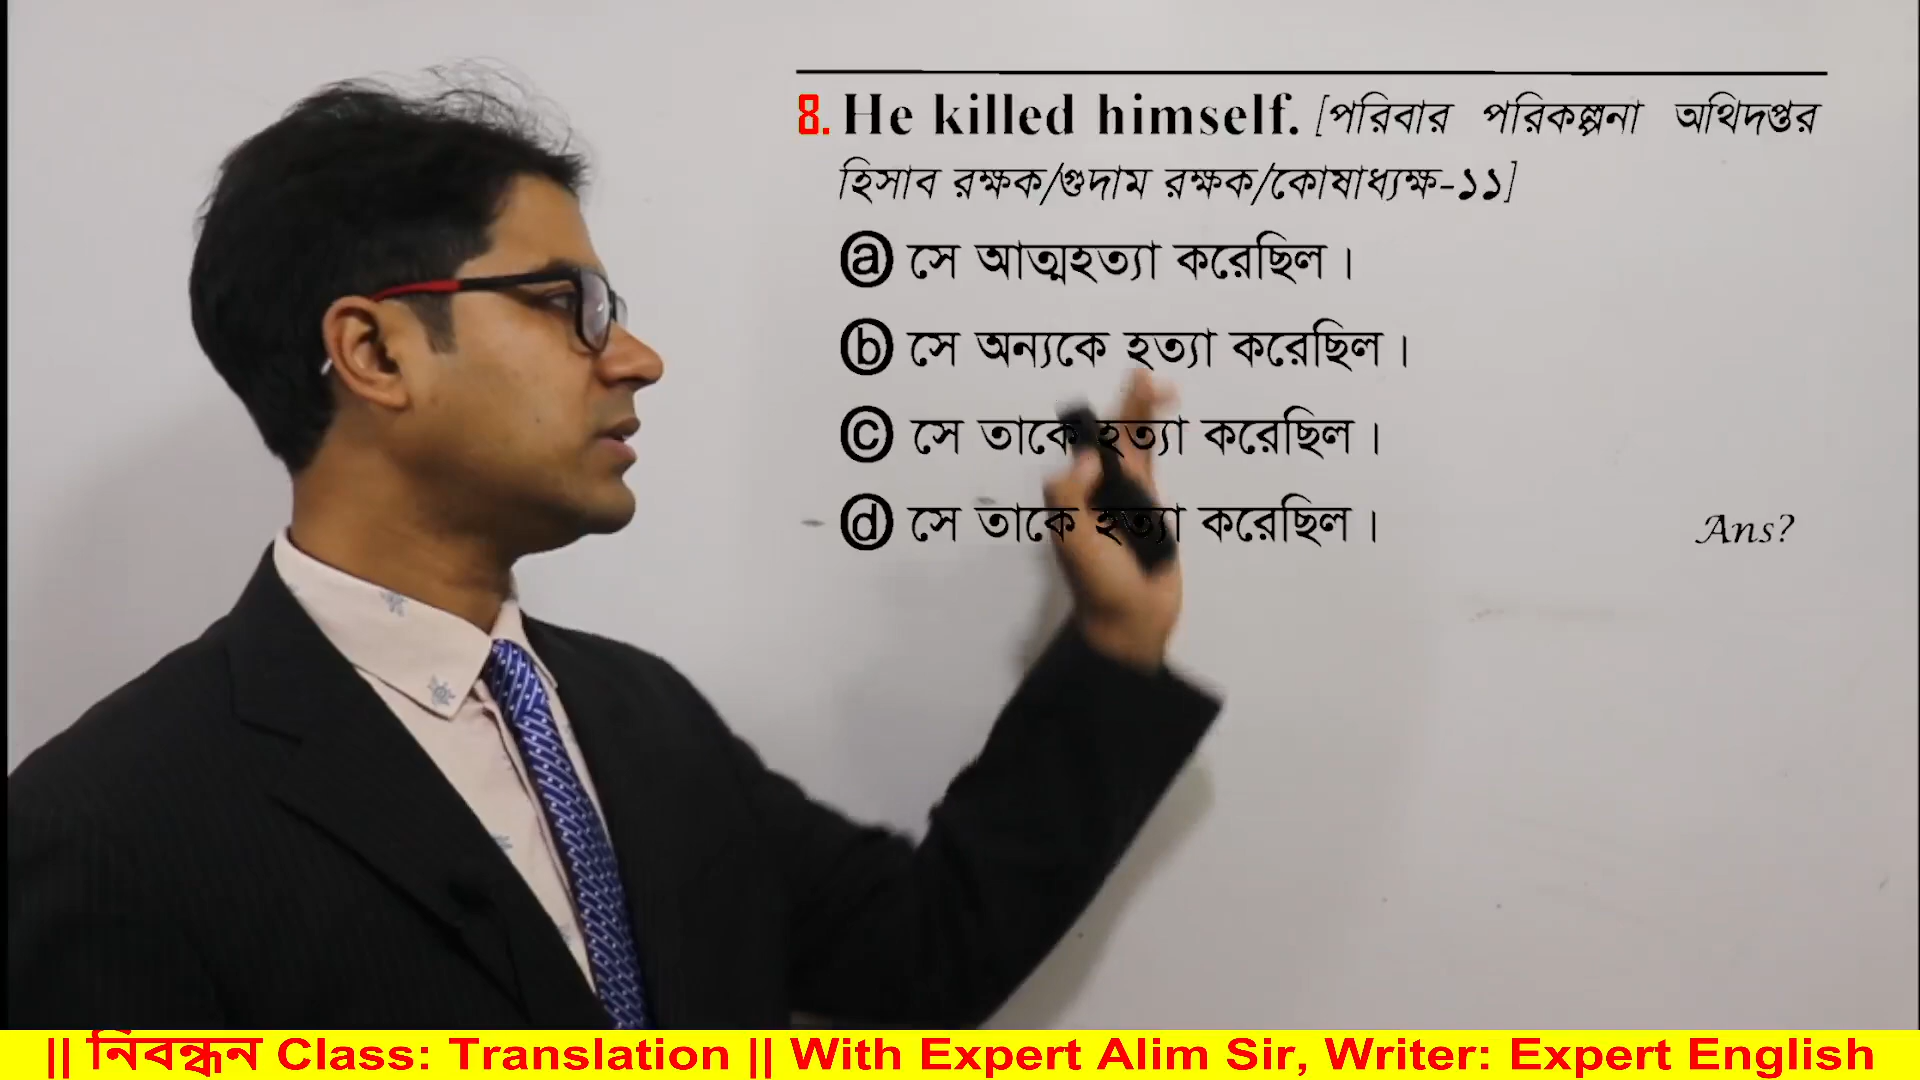 8. He killed himself. [পরিবার পরিকল্পনা অধিদপ্তর
হিসাব রক্ষক/গুদাম রক্ষক/কোষাধ্যক্ষ-১১]
ⓐ সে আত্মহত্যা করেছিল।
ⓑ সে অন্যকে হত্যা করেছিল।
ⓒ সে তাকে হত্যা করেছিল।
ⓓ সে তাকে হত্যা করেছিল।
Ans?
|| নিবন্ধন Class: Translation || With Expert Alim Sir, Writer: Expert English